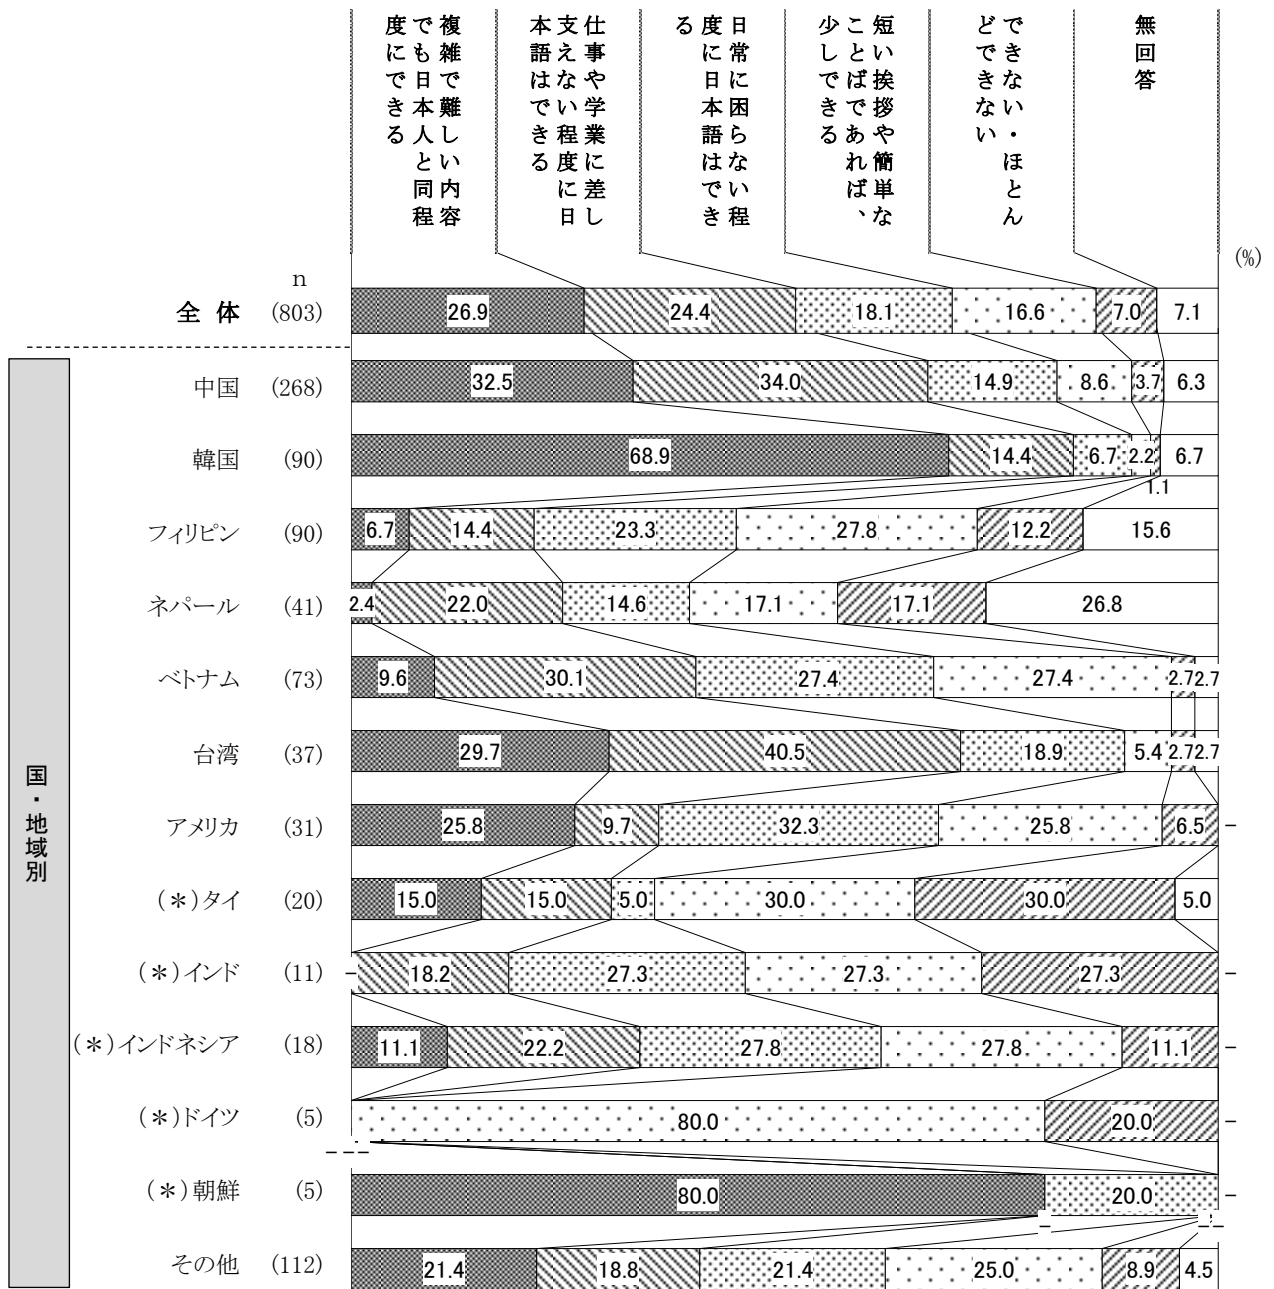 複雑で難しい内容
でも日本人と同程
度にできる
仕事や学業に差し
支えない程度に日
本語はできる
日常に困らない程
度に日本語はでき
る
短い挨拶や簡単な
ことばであれば、
少しできる
できない・ほとん
どできない
無回答
(%)
n
全体 (803) 26.9 24.4 18.1 16.6 7.0 7.1
国・地域別
中国 (268) 32.5 34.0 14.9 8.6 3.7 6.3
韓国 (90) 68.9 14.4 6.7 2.2 6.7
1.1
フィリピン (90) 6.7 14.4 23.3 27.8 12.2 15.6
ネパール (41) 2.4 22.0 14.6 17.1 17.1 26.8
ベトナム (73) 9.6 30.1 27.4 27.4 2.7 2.7
台湾 (37) 29.7 40.5 18.9 5.4 2.7 2.7
アメリカ (31) 25.8 9.7 32.3 25.8 6.5 –
(＊)タイ (20) 15.0 15.0 5.0 30.0 30.0 5.0
(＊)インド (11) – 18.2 27.3 27.3 27.3 –
(＊)インドネシア (18) 11.1 22.2 27.8 27.8 11.1 –
(＊)ドイツ (5) 80.0 20.0 –
– – –
(＊)朝鮮 (5) 80.0 20.0 –
– – –
その他 (112) 21.4 18.8 21.4 25.0 8.9 4.5